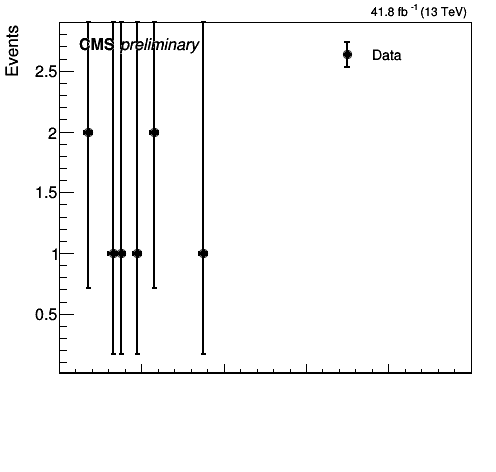 41.8 fb⁻¹ (13 TeV)
Events
CMS preliminary
Data
2.5
2
1.5
1
0.5